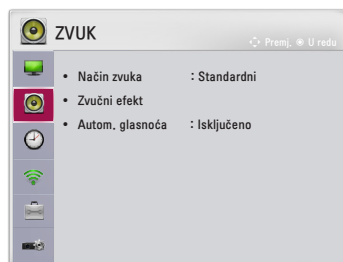 ZVUK
Premj. U redu
• Način zvuka : Standardni
• Zvučni efekt
• Autom. glasnoća : Isključeno